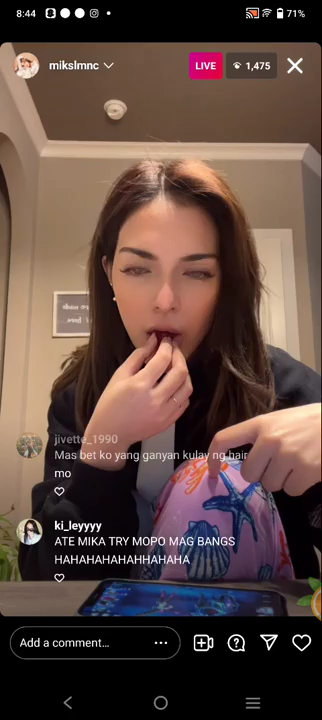 8:44
71%
mikslmnc
LIVE
1,475
jivette_1990
Mas bet ko yang ganyan kulay ng hair
mo
ki_leyyyy
ATE MIKA TRY MOPO MAG BANGS
HAHAHAHAHAHHAHAHA
Add a comment...